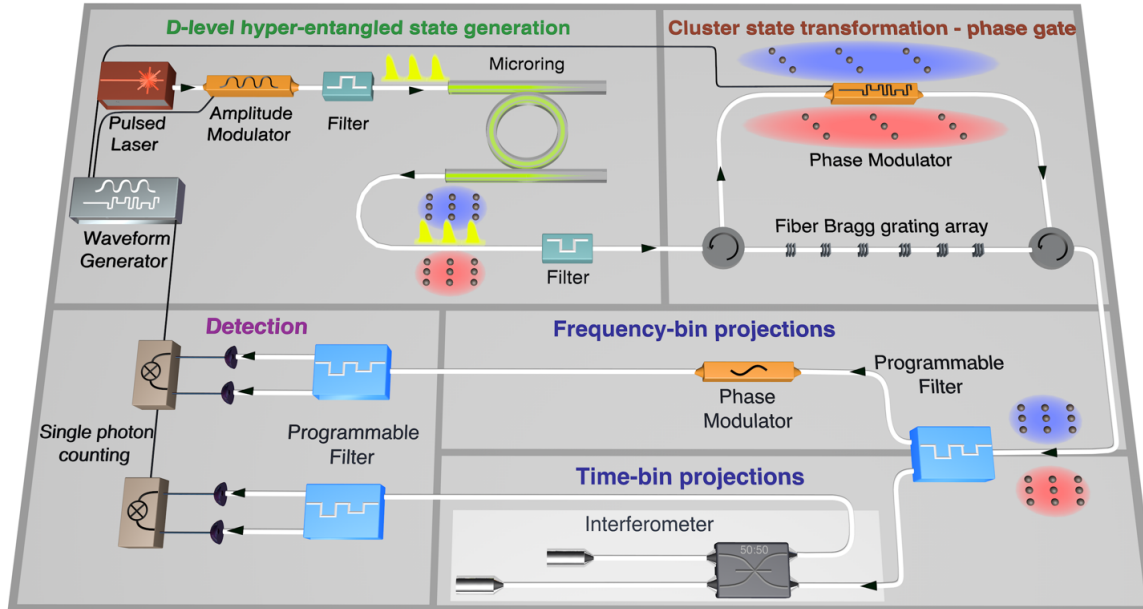 D-level hyper-entangled state generation
Cluster state transformation - phase gate
Microring
Pulsed
Laser
Amplitude
Modulator
Filter
Phase Modulator
Waveform
Generator
Fiber Bragg grating array
Filter
Detection
Frequency-bin projections
Programmable
Filter
Phase
Modulator
Single photon
counting
Programmable
Filter
Time-bin projections
Interferometer
50:50